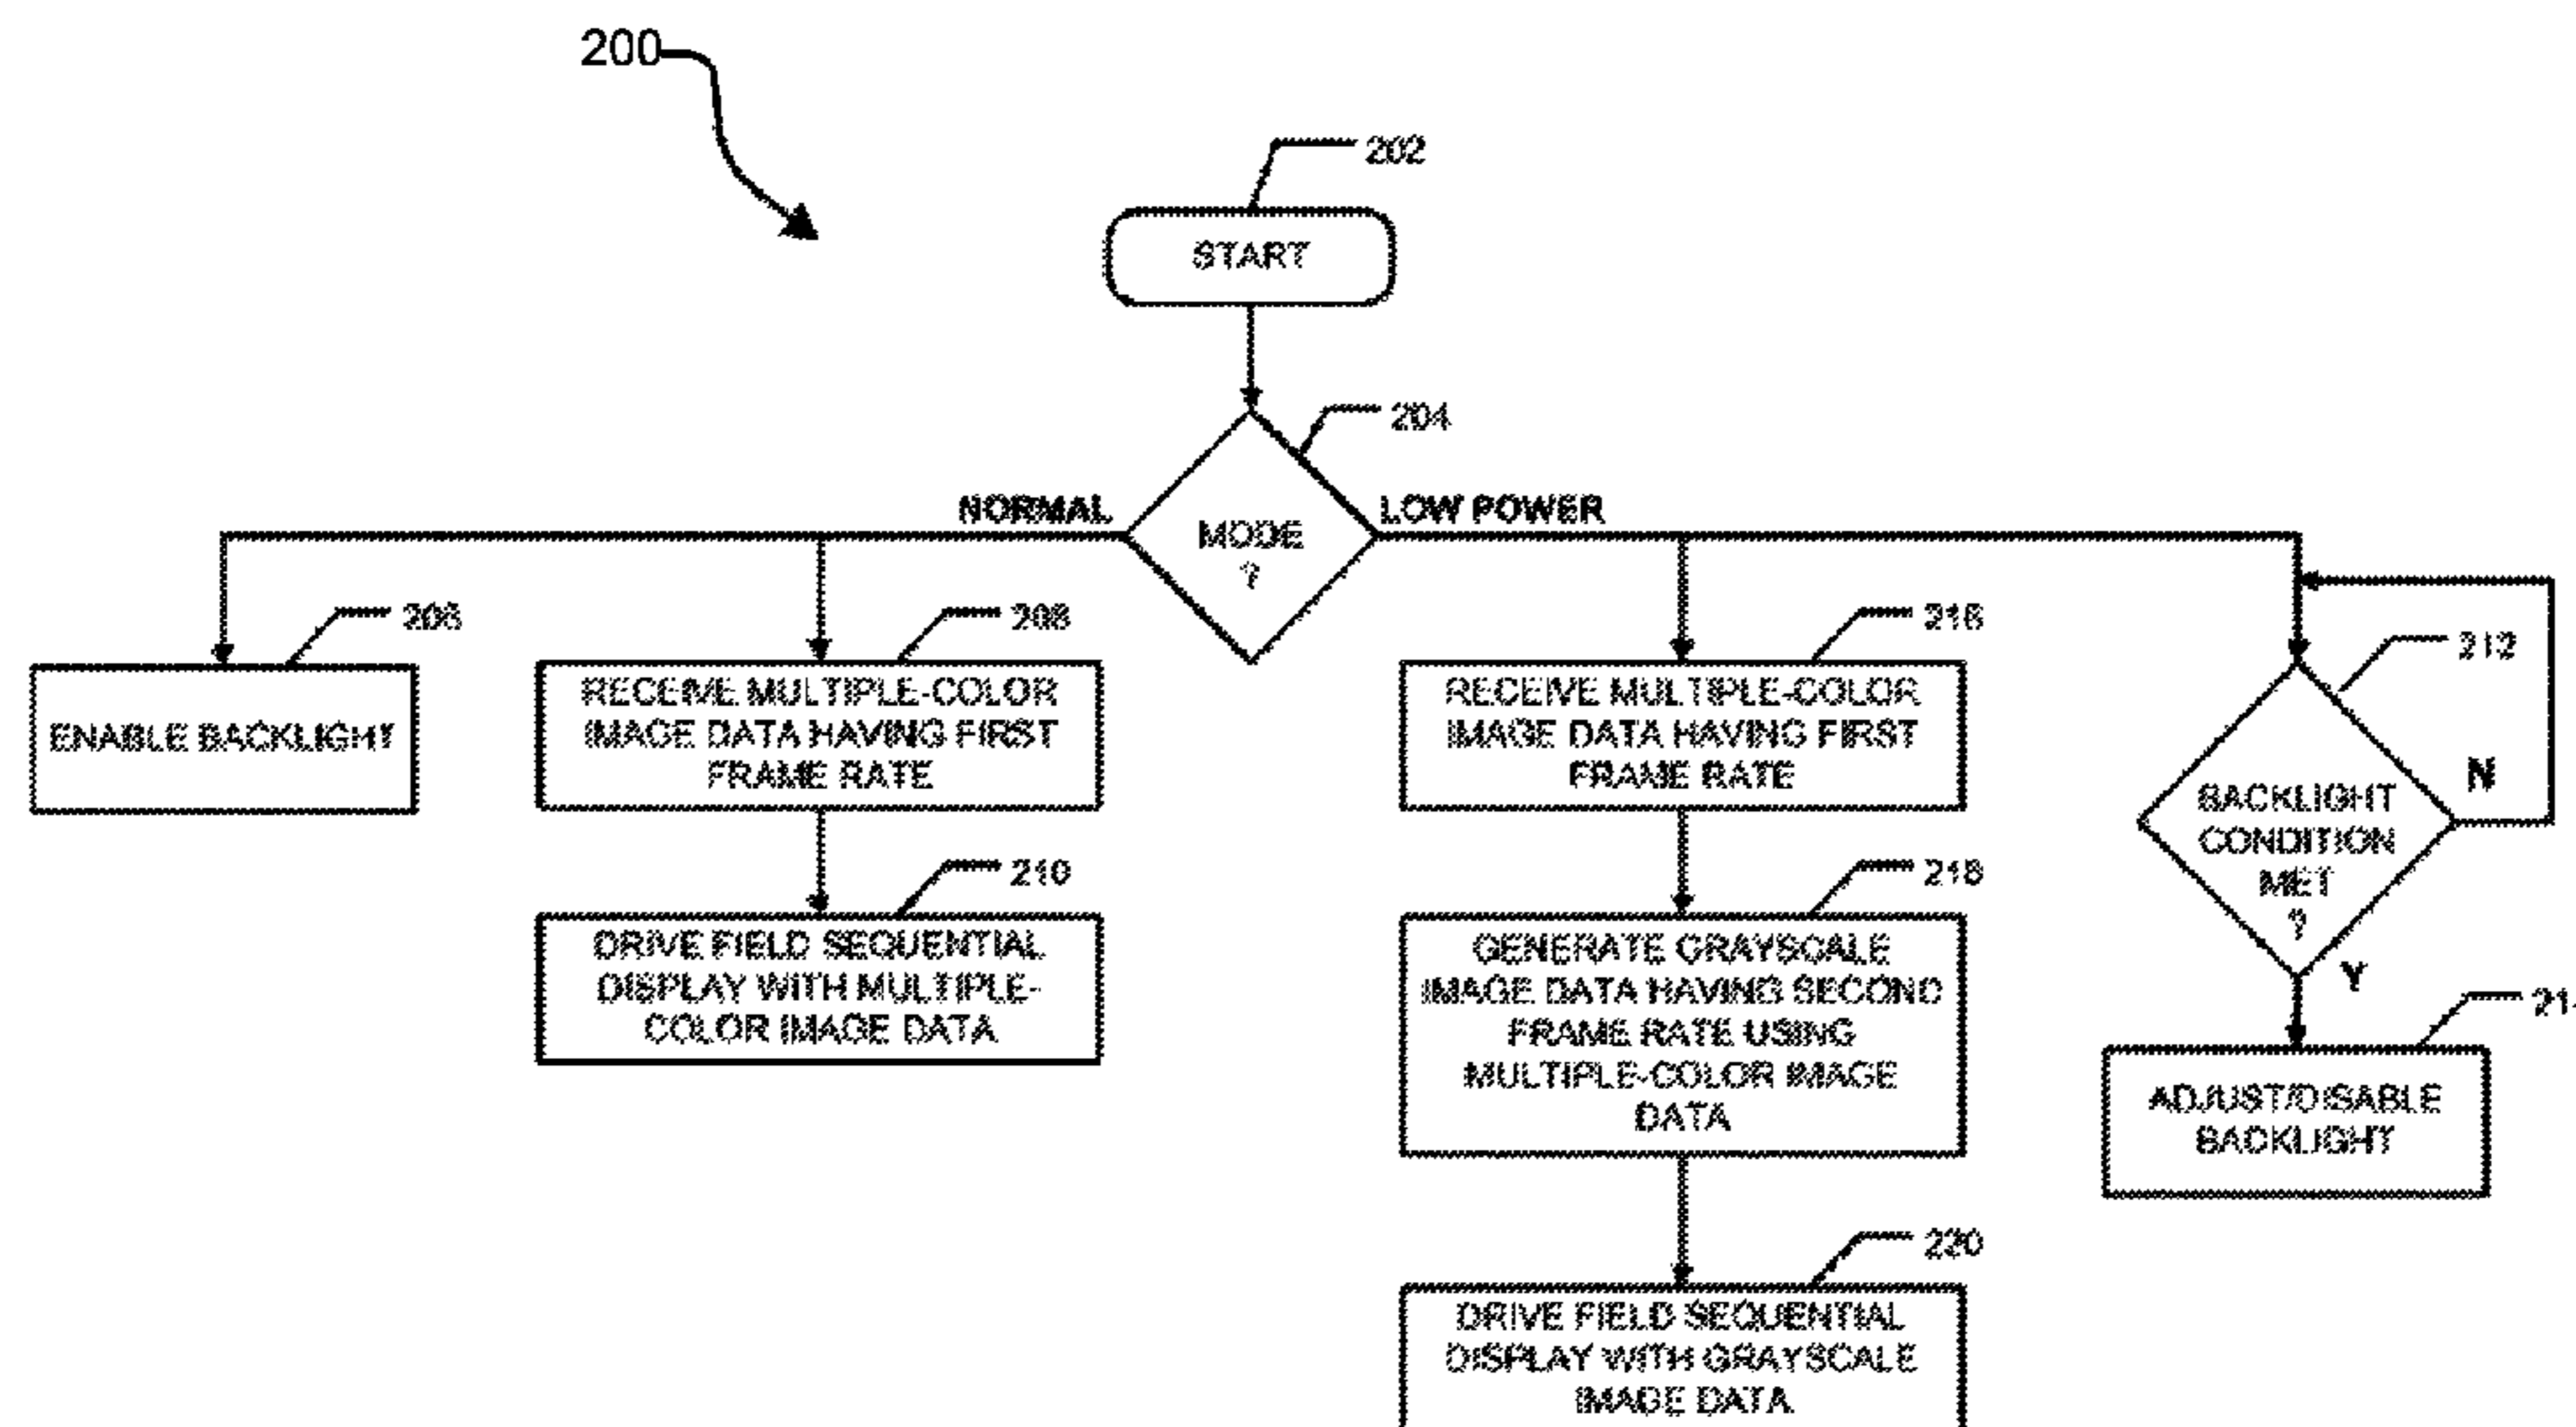 200
202
START
204
NORMAL
LOW POWER
MODE
?
206
ENABLE BACKLIGHT
208
RECEIVE MULTIPLE-COLOR
IMAGE DATA HAVING FIRST
FRAME RATE
210
DRIVE FIELD SEQUENTIAL
DISPLAY WITH MULTIPLE-
COLOR IMAGE DATA
216
RECEIVE MULTIPLE-COLOR
IMAGE DATA HAVING FIRST
FRAME RATE
218
GENERATE GRAYSCALE
IMAGE DATA HAVING SECOND
FRAME RATE USING
MULTIPLE-COLOR IMAGE
DATA
220
DRIVE FIELD SEQUENTIAL
DISPLAY WITH GRAYSCALE
IMAGE DATA
212
BACKLIGHT
CONDITION
MET
?
N
Y
ADJUST/DISABLE
BACKLIGHT